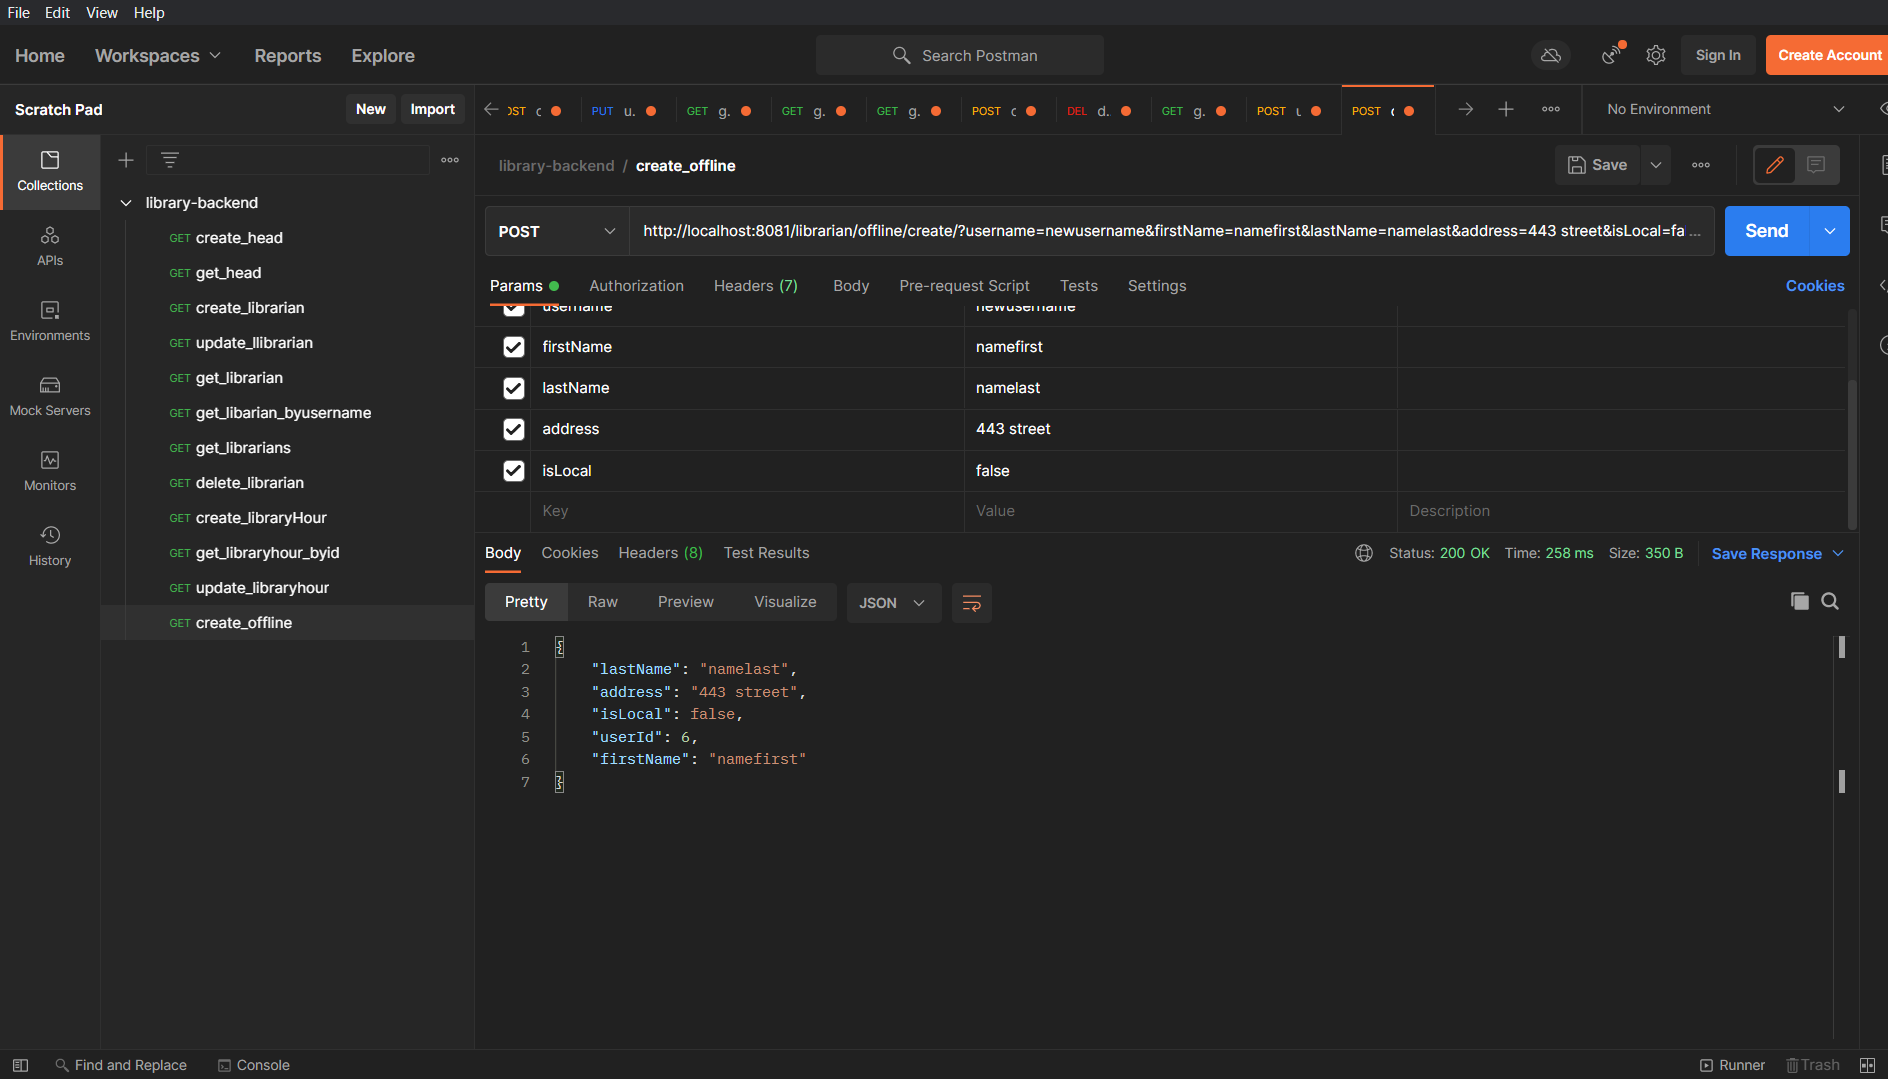 File Edit View Help
Home Workspaces Reports Explore Search Postman Sign In Create Account
Scratch Pad New Import
OST c PUT u. GET g. GET g. GET g. POST c DEL d. GET g. POST POST No Environment
Collections
APIs
Environments
Mock Servers
Monitors
History
library-backend
GET create_head
GET get_head
GET create_librarian
GET update_llibrarian
GET get_librarian
GET get_libarian_byusername
GET get_librarians
GET delete_librarian
GET create_libraryHour
GET get_libraryhour_byid
GET update_libraryhour
GET create_offline
library-backend / create_offline Save
POST http://localhost:8081/librarian/offline/create/?username=newusername&firstName=namefirst&lastName=namelast&address=443 street&isLocal=fa ... Send
Params Authorization Headers (7) Body Pre-request Script Tests Settings Cookies
username newusername
firstName namefirst
lastName namelast
address 443 street
isLocal false
Key Value Description
Body Cookies Headers (8) Test Results Status: 200 OK Time: 258 ms Size: 350 B Save Response
Pretty Raw Preview Visualize JSON
1 {
2 "lastName": "namelast",
3 "address": "443 street",
4 "isLocal": false,
5 "userId": 6,
6 "firstName": "namefirst"
7 }
Find and Replace Console Runner Trash